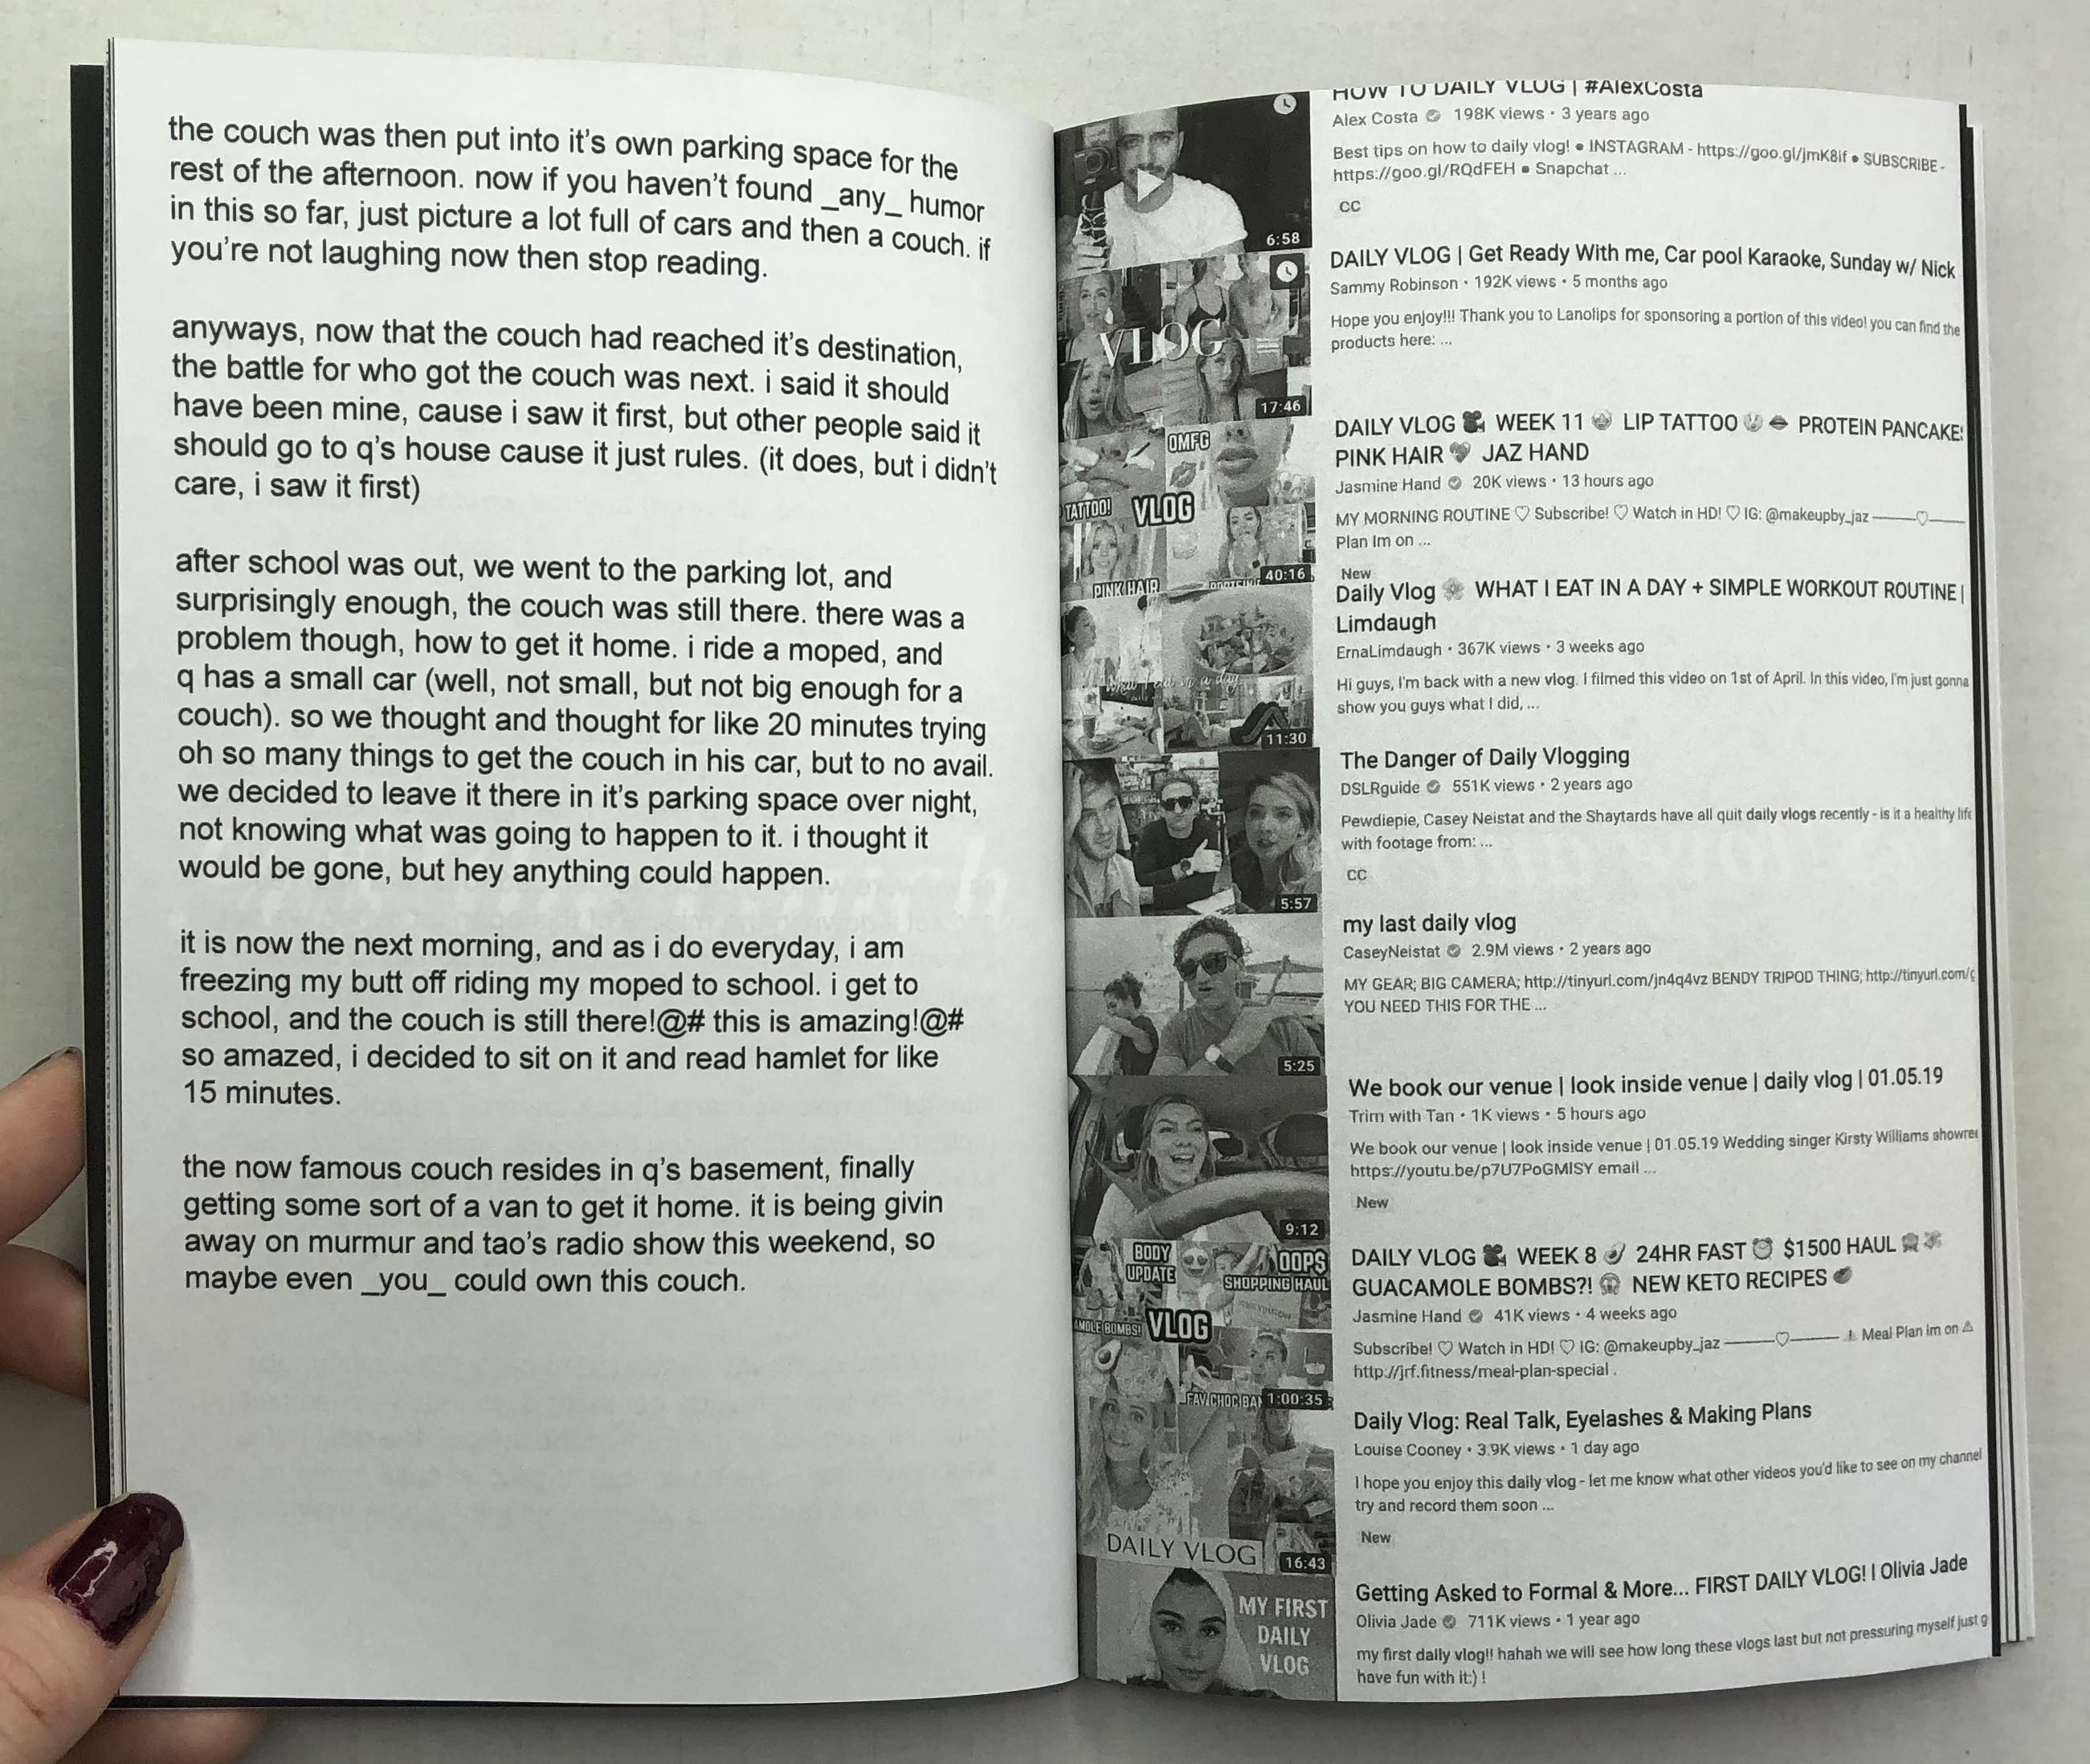 the couch was then put into it's own parking space for the
rest of the afternoon. now if you haven't found _any_ humor
in this so far, just picture a lot full of cars and then a couch. if
you're not laughing now then stop reading.
anyways, now that the couch had reached it's destination,
the battle for who got the couch was next. i said it should
have been mine, cause i saw it first, but other people said it
should go to q's house cause it just rules. (it does, but i didn't
care, i saw it first)
after school was out, we went to the parking lot, and
surprisingly enough, the couch was still there. there was a
problem though, how to get it home. i ride a moped, and
q has a small car (well, not small, but not big enough for a
couch). so we thought and thought for like 20 minutes trying
oh so many things to get the couch in his car, but to no avail.
we decided to leave it there in it's parking space over night,
not knowing what was going to happen to it. i thought it
would be gone, but hey anything could happen.
it is now the next morning, and as i do everyday, i am
freezing my butt off riding my moped to school. i get to
school, and the couch is still there!@# this is amazing!@#
so amazed, i decided to sit on it and read hamlet for like
15 minutes.
the now famous couch resides in q's basement, finally
getting some sort of a van to get it home. it is being givin
away on murmur and tao's radio show this weekend, so
maybe even _you_ could own this couch.
HOW TO DAILY VLOG | #AlexCosta
Alex Costa 198K views • 3 years ago
Best tips on how to daily vlog! ● INSTAGRAM - https://goo.gl/jmK8if ● SUBSCRIBE -
https://goo.gl/RQdFEH ● Snapchat ...
CC
6:58
DAILY VLOG | Get Ready With me, Car pool Karaoke, Sunday w/ Nick
Sammy Robinson • 192K views • 5 months ago
Hope you enjoy!!! Thank you to Lanolips for sponsoring a portion of this video! you can find the
products here: ...
VLOG
17:46
DAILY VLOG 🎥 WEEK 11 LIP TATTOO 👄 PROTEIN PANCAKES
PINK HAIR 💖 JAZ HAND
Jasmine Hand 20K views • 13 hours ago
MY MORNING ROUTINE ♡ Subscribe! ♡ Watch in HD! ♡ IG: @makeupby_jaz ———♡———
Plan Im on ...
New
OMFG
TATTOO! VLOG
PINK HAIR
40:16
Daily Vlog 🌸 WHAT I EAT IN A DAY + SIMPLE WORKOUT ROUTINE |
Limdaugh
ErnaLimdaugh • 367K views • 3 weeks ago
Hi guys, I'm back with a new vlog. I filmed this video on 1st of April. In this video, I'm just gonna
show you guys what I did, ...
what I eat in a day
11:30
The Danger of Daily Vlogging
DSLRguide 551K views • 2 years ago
Pewdiepie, Casey Neistat and the Shaytards have all quit daily vlogs recently - is it a healthy life
with footage from: ...
CC
5:57
my last daily vlog
CaseyNeistat 2.9M views • 2 years ago
MY GEAR; BIG CAMERA; http://tinyurl.com/jn4q4vz BENDY TRIPOD THING; http://tinyurl.com/g
YOU NEED THIS FOR THE ...
5:25
We book our venue | look inside venue | daily vlog | 01.05.19
Trim with Tan • 1K views • 5 hours ago
We book our venue | look inside venue | 01.05.19 Wedding singer Kirsty Williams showree
https://youtu.be/p7U7PoGMlSY email ...
New
9:12
DAILY VLOG 🎥 WEEK 8 24HR FAST ⏰ $1500 HAUL
GUACAMOLE BOMBS?! 😱 NEW KETO RECIPES 🥑
Jasmine Hand 41K views • 4 weeks ago
Subscribe! ♡ Watch in HD! ♡ IG: @makeupby_jaz ———♡——— Meal Plan im on ⚠
http://jrf.fitness/meal-plan-special .
BODY
UPDATE
OOP$
SHOPPING HAUL
AMOLE BOMBS! VLOG
FAV CHOC BA
1:00:35
Daily Vlog: Real Talk, Eyelashes & Making Plans
Louise Cooney • 3.9K views • 1 day ago
I hope you enjoy this daily vlog - let me know what other videos you'd like to see on my channel
try and record them soon ...
New
DAILY VLOG
16:43
Getting Asked to Formal & More... FIRST DAILY VLOG! I Olivia Jade
Olivia Jade 711K views • 1 year ago
my first daily vlog!! hahah we will see how long these vlogs last but not pressuring myself just g
have fun with it:) !
MY FIRST
DAILY
VLOG